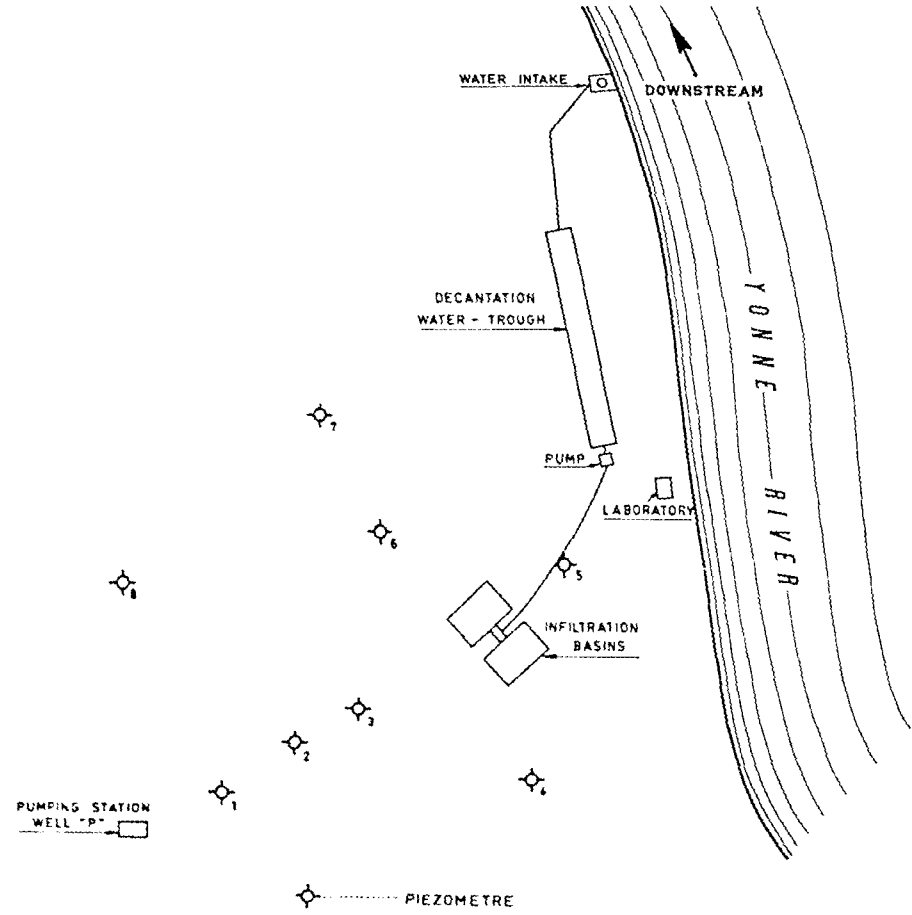 WATER INTAKE
DOWNSTREAM
DECANTATION
WATER - TROUGH
YONNE RIVER
7
PUMP
LABORATORY
6
5
8
INFILTRATION
BASINS
3
2
4
1
PUMPING STATION
WELL "P"
PIEZOMETRE